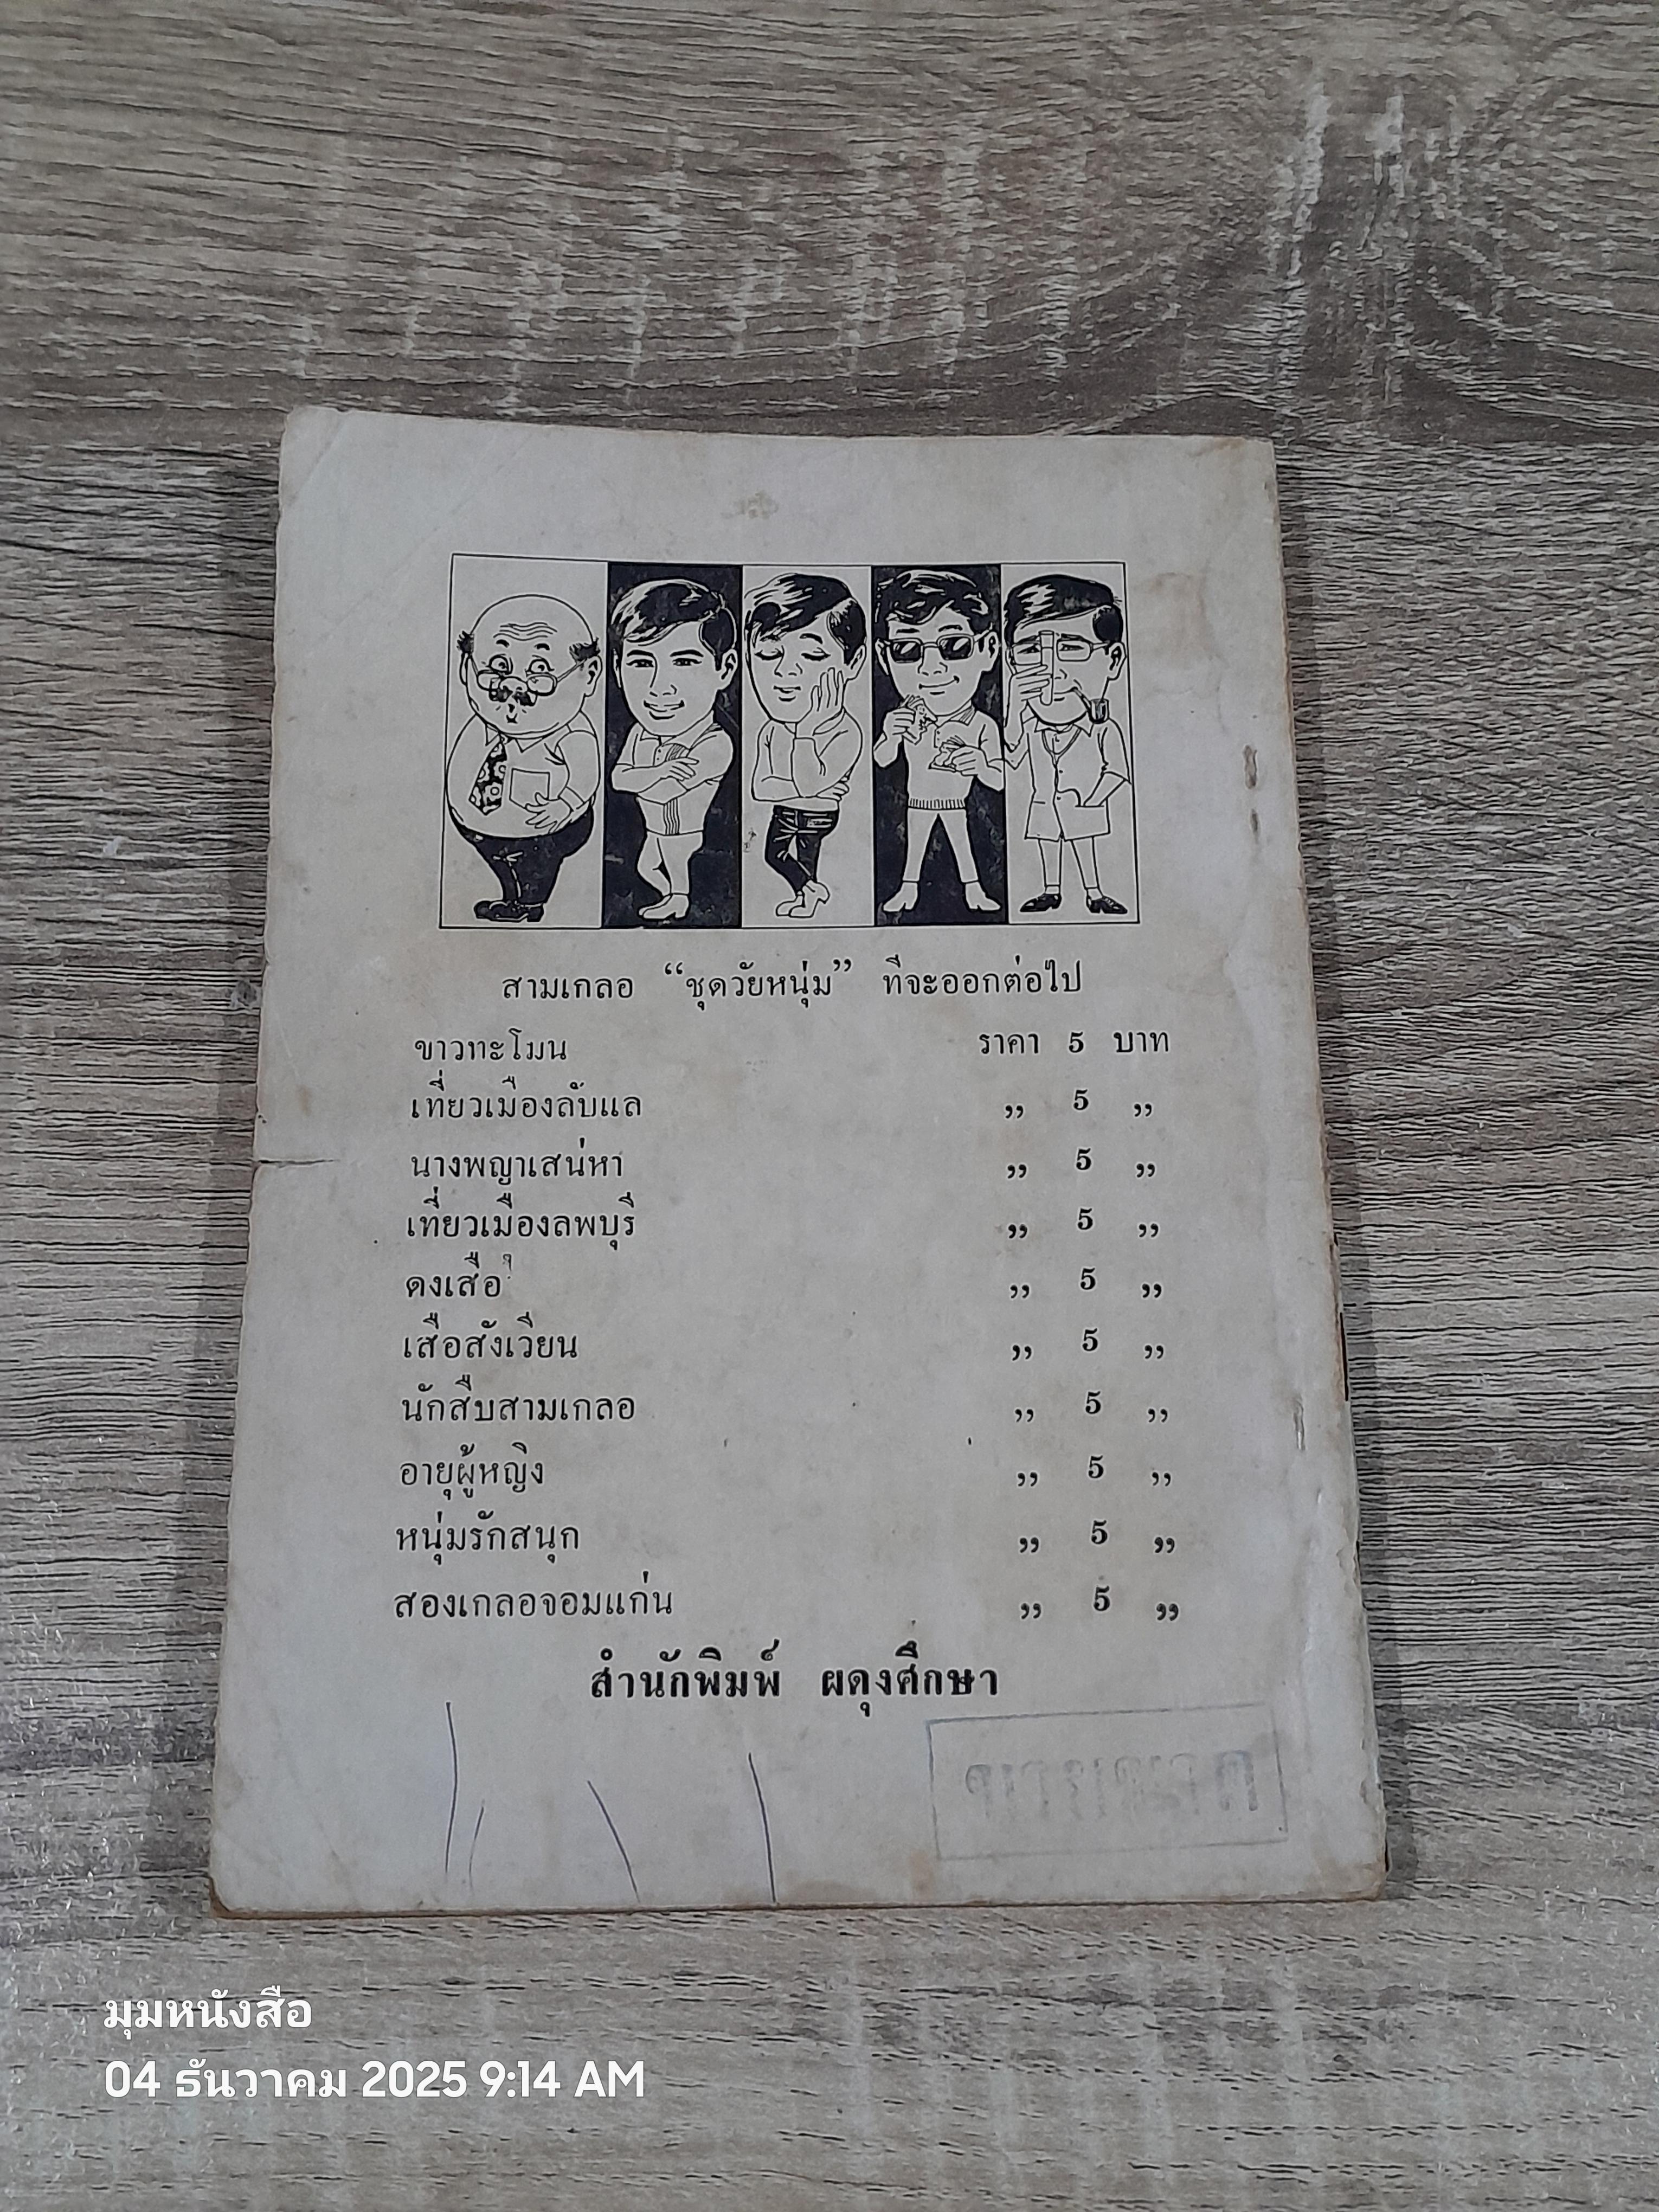 สามเกลอ “ชุดวัยหนุ่ม” ที่จะออกต่อไป
ขาวทะโมน ราคา 5 บาท
เที่ยวเมืองลับแล ,, 5 ,,
นางพญาเสน่หา ,, 5 ,,
เที่ยวเมืองลพบุรี ,, 5 ,,
ดงเสือ ,, 5 ,,
เสือสังเวียน ,, 5 ,,
นักสืบสามเกลอ ,, 5 ,,
อายุผู้หญิง ,, 5 ,,
หนุ่มรักสนุก ,, 5 ,,
สองเกลอจอมแก่น ,, 5 ,,
สำนักพิมพ์ ผดุงศึกษา
มุมหนังสือ
04 ธันวาคม 2025 9:14 AM